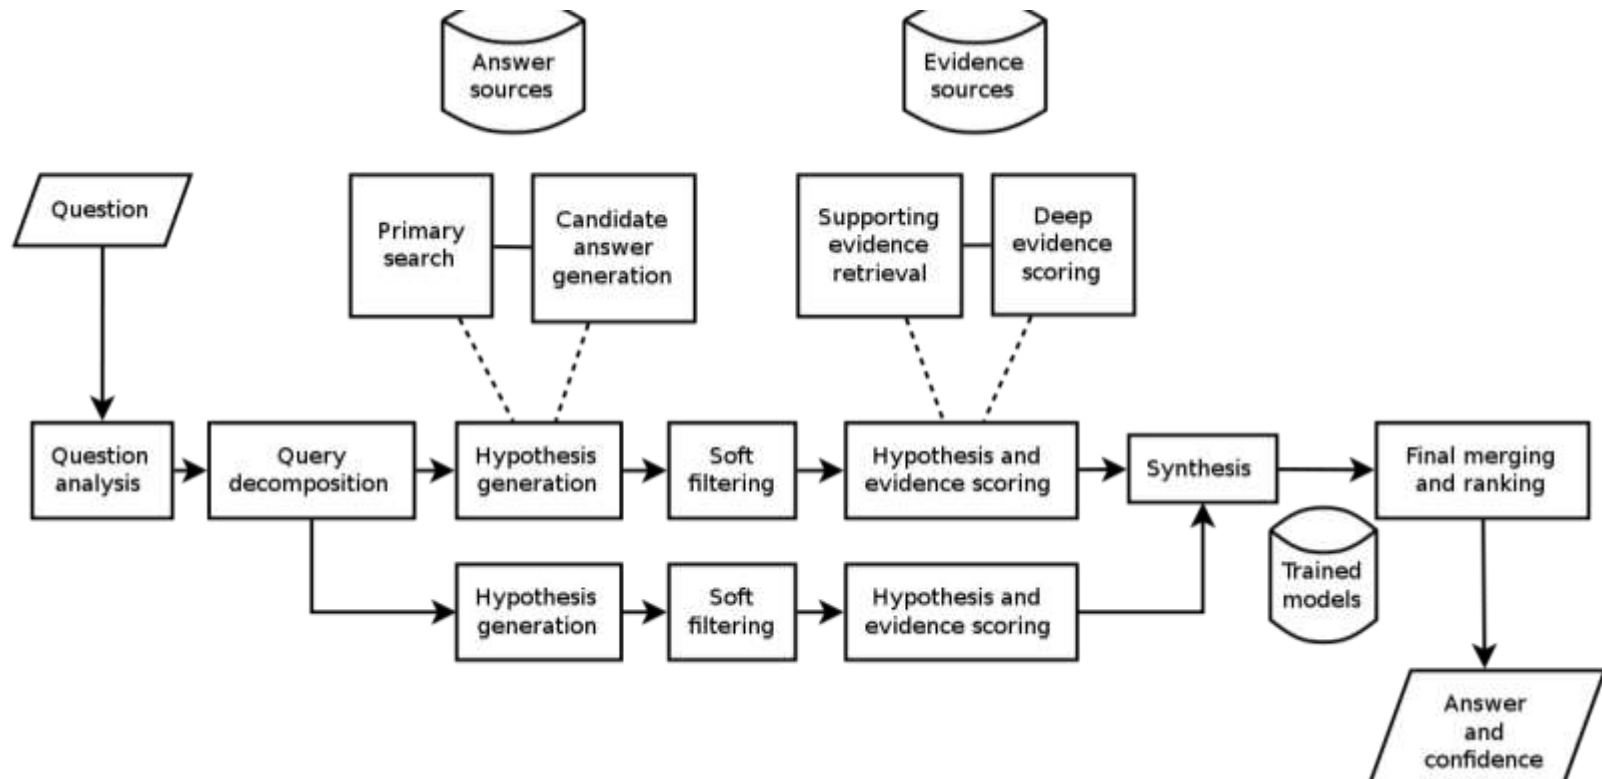 Answer
sources
Evidence
sources
Question
Primary
search
Candidate
answer
generation
Supporting
evidence
retrieval
Deep
evidence
scoring
Question
analysis
Query
decomposition
Hypothesis
generation
Soft
filtering
Hypothesis and
evidence scoring
Synthesis
Final merging
and ranking
Hypothesis
generation
Soft
filtering
Hypothesis and
evidence scoring
Trained
models
Answer
and
confidence